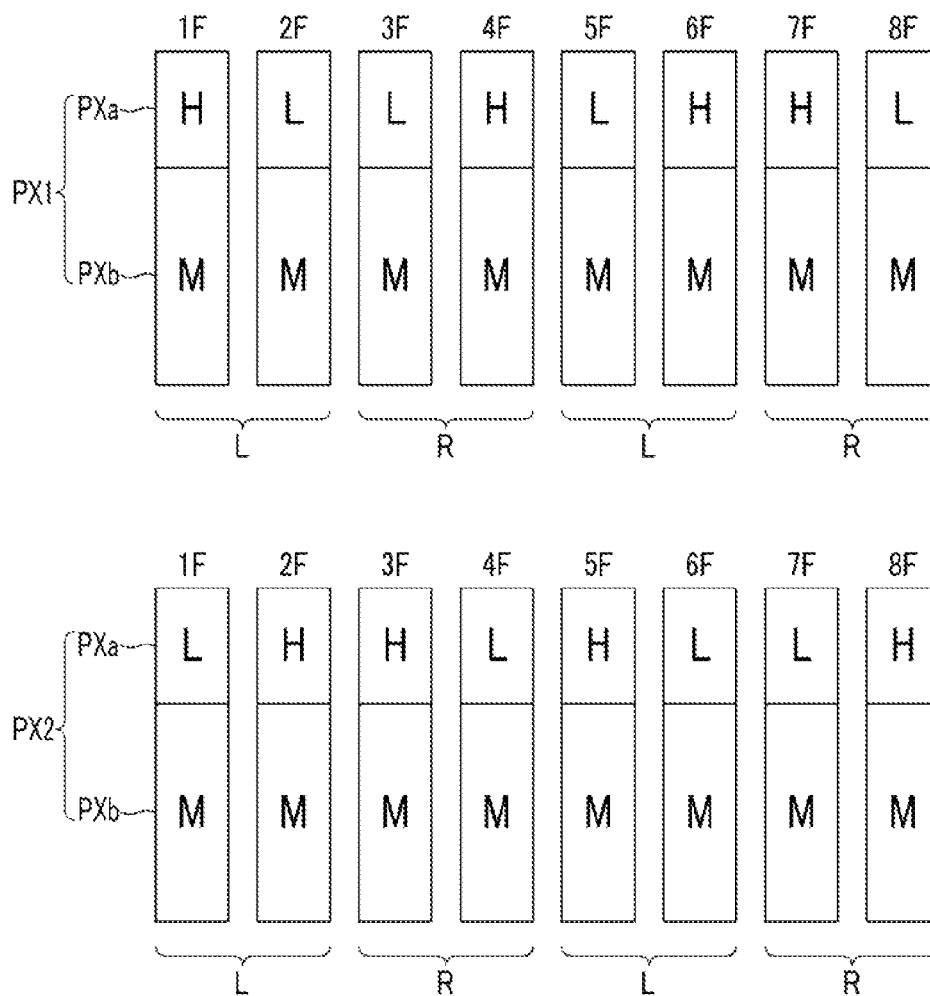 1F 2F 3F 4F 5F 6F 7F 8F
PXa H L L H L H H L
PX1
PXb M M M M M M M M
L R L R
1F 2F 3F 4F 5F 6F 7F 8F
PXa L H H L H L L H
PX2
PXb M M M M M M M M
L R L R